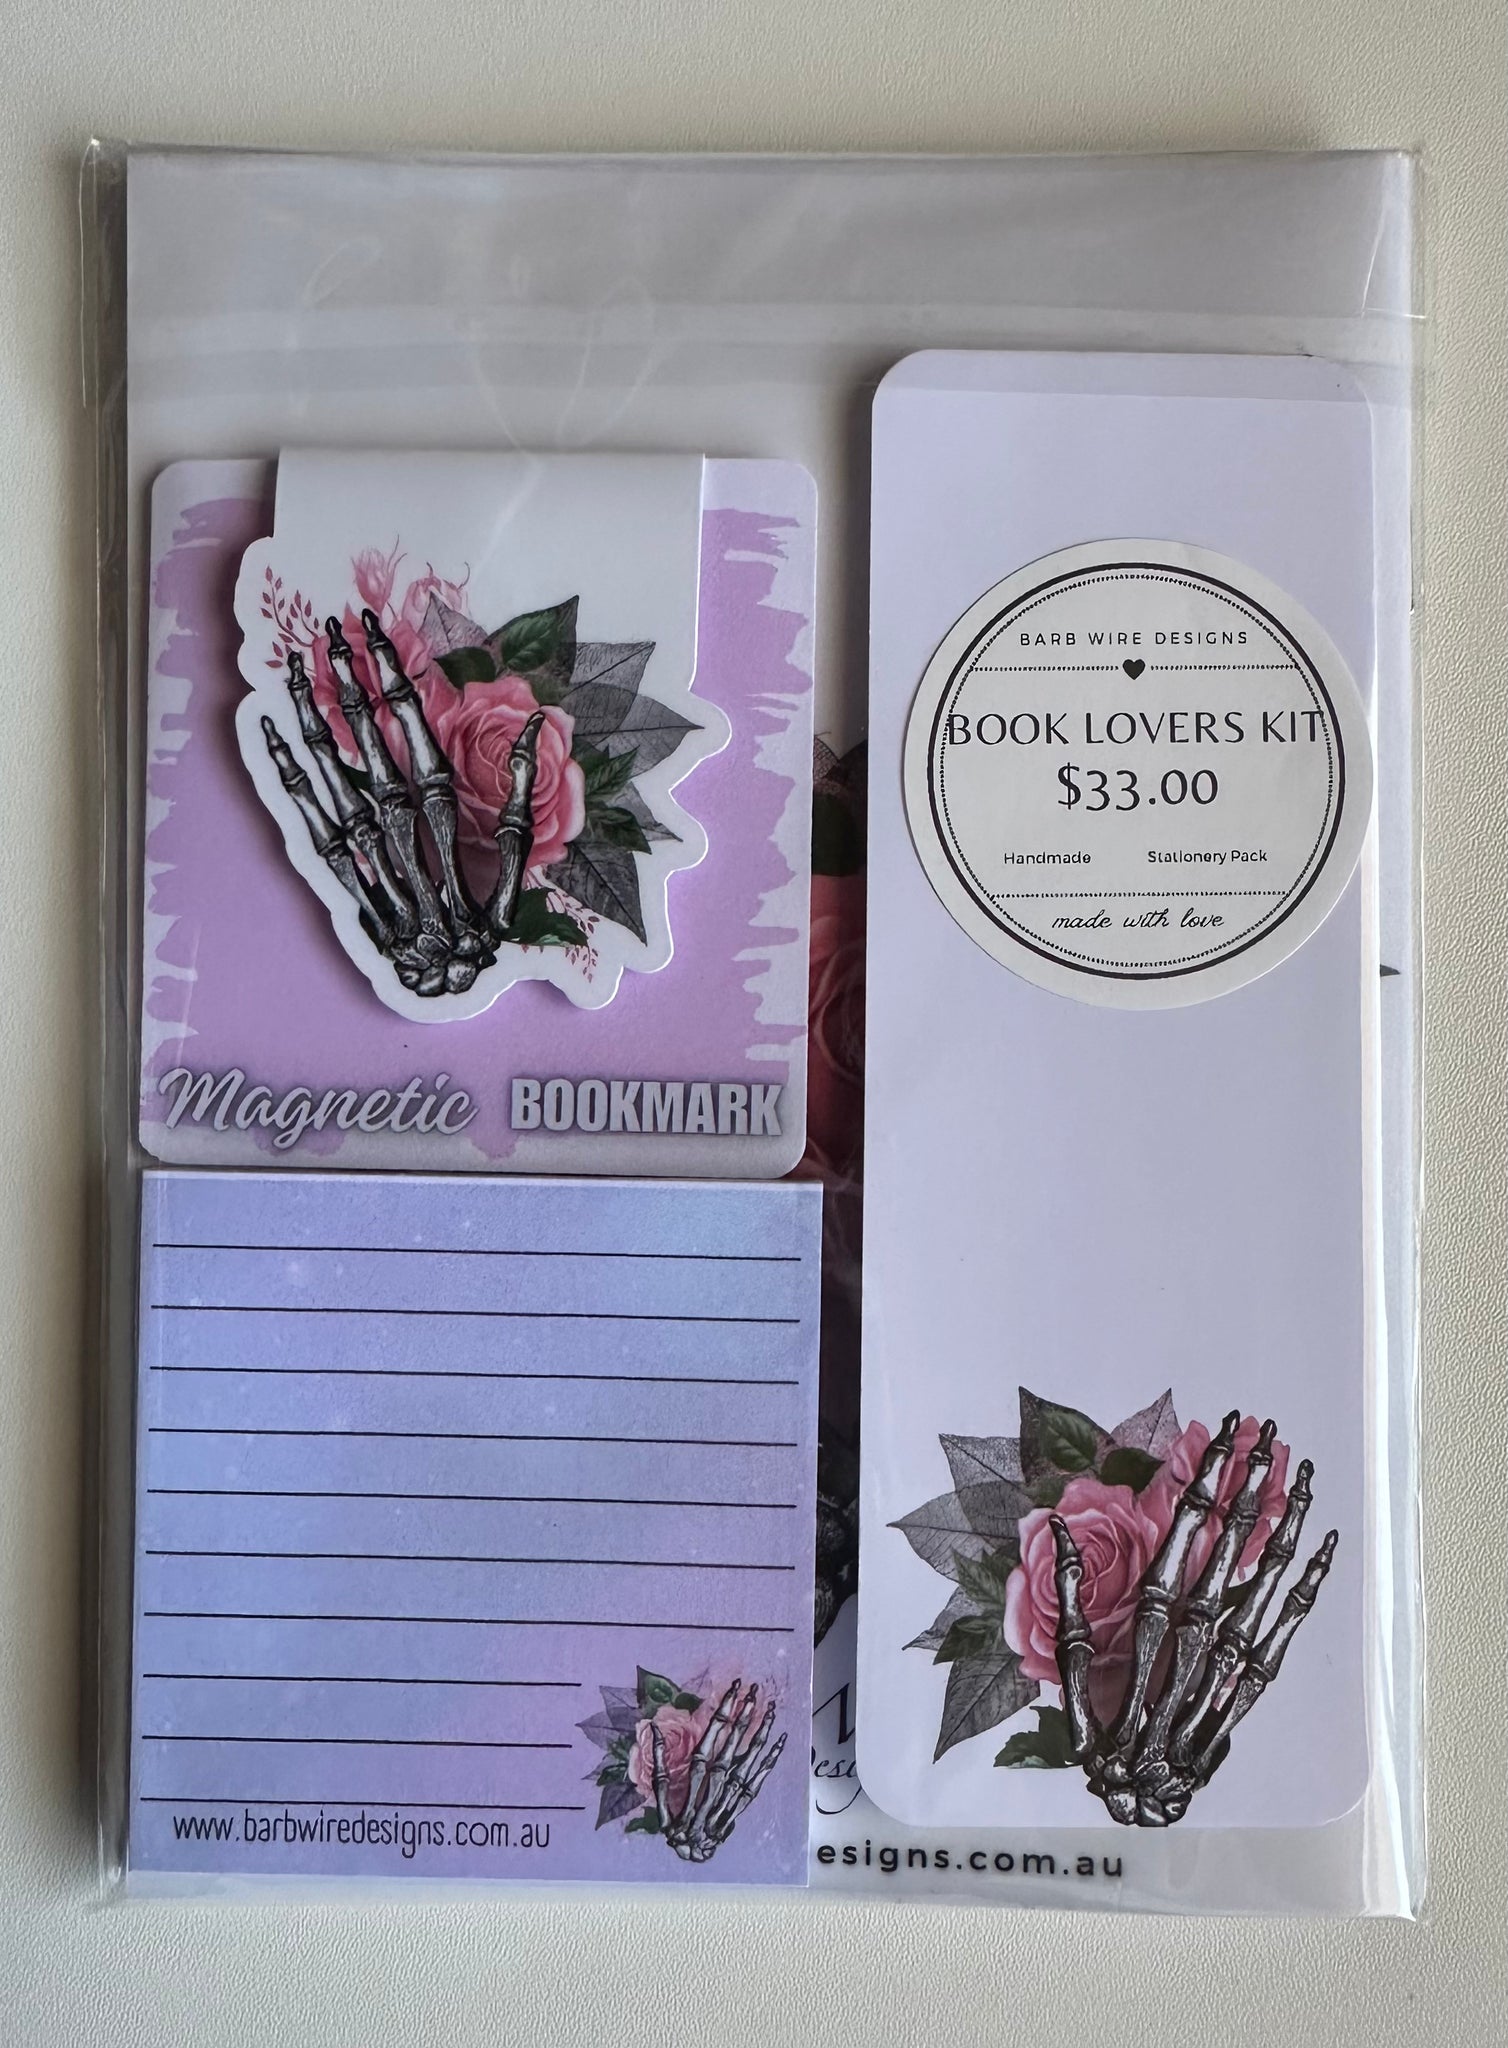 BARB WIRE DESIGNS
BOOK LOVERS KIT
$33.00
Handmade Stationery Pack
made with love
Magnetic BOOKMARK
www.barbwiredesigns.com.au
esigns.com.au